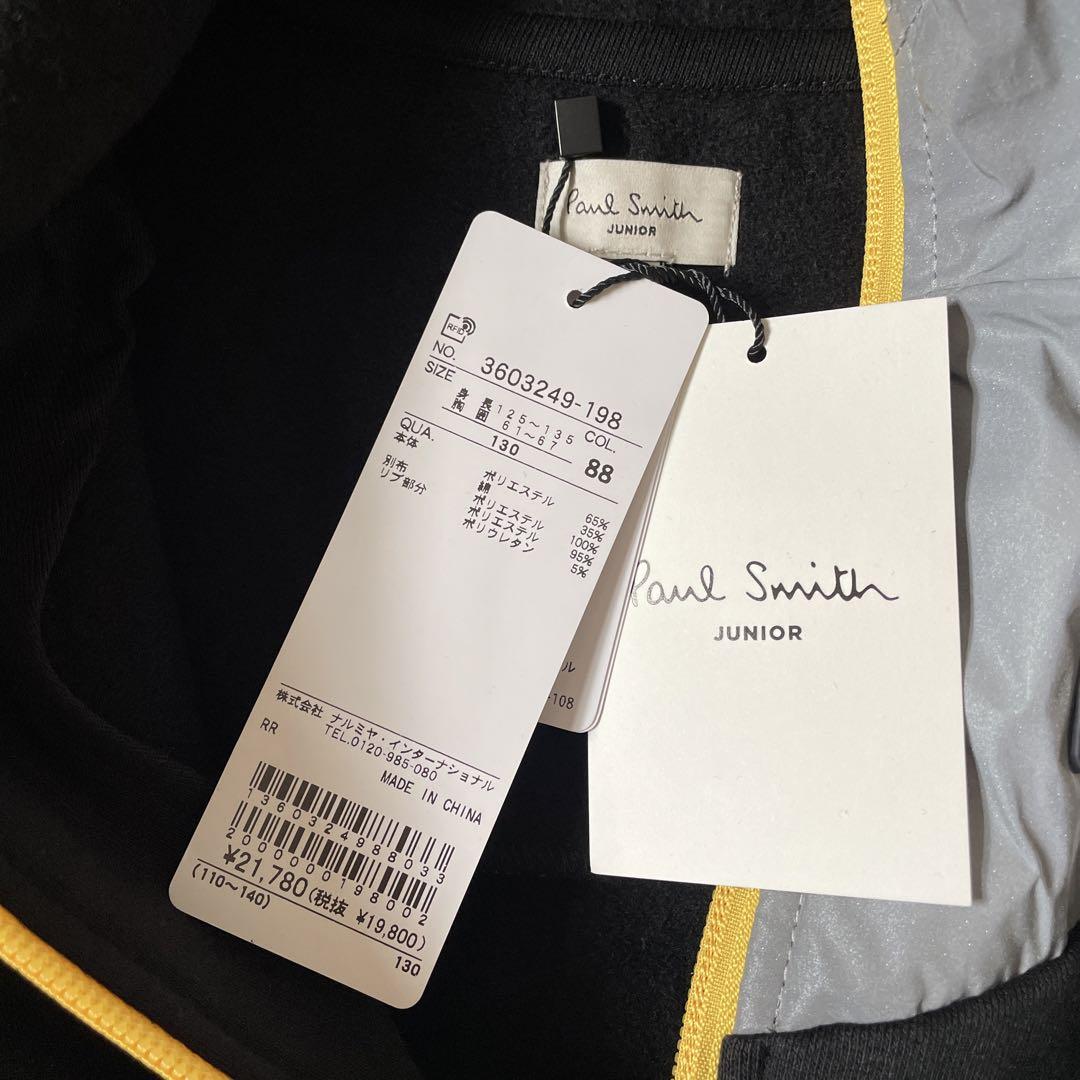 Paul Smith
JUNIOR
RFID
NO. 3603249-198
SIZE
身長 125～135
胸囲 61～67
130
COL.
88
QUA.
本体 ポリエステル 65%
綿 35%
別布 ポリエステル 100%
リブ部分 ポリエステル 95%
ポリウレタン 5%
株式会社 ナルミヤ・インターナショナル
TEL.0120-985-080
RR
MADE IN CHINA
1360324988033
2000000198002
¥21,780(税抜 ¥19,800)
(110～140)
130
ル
-108
Paul Smith
JUNIOR